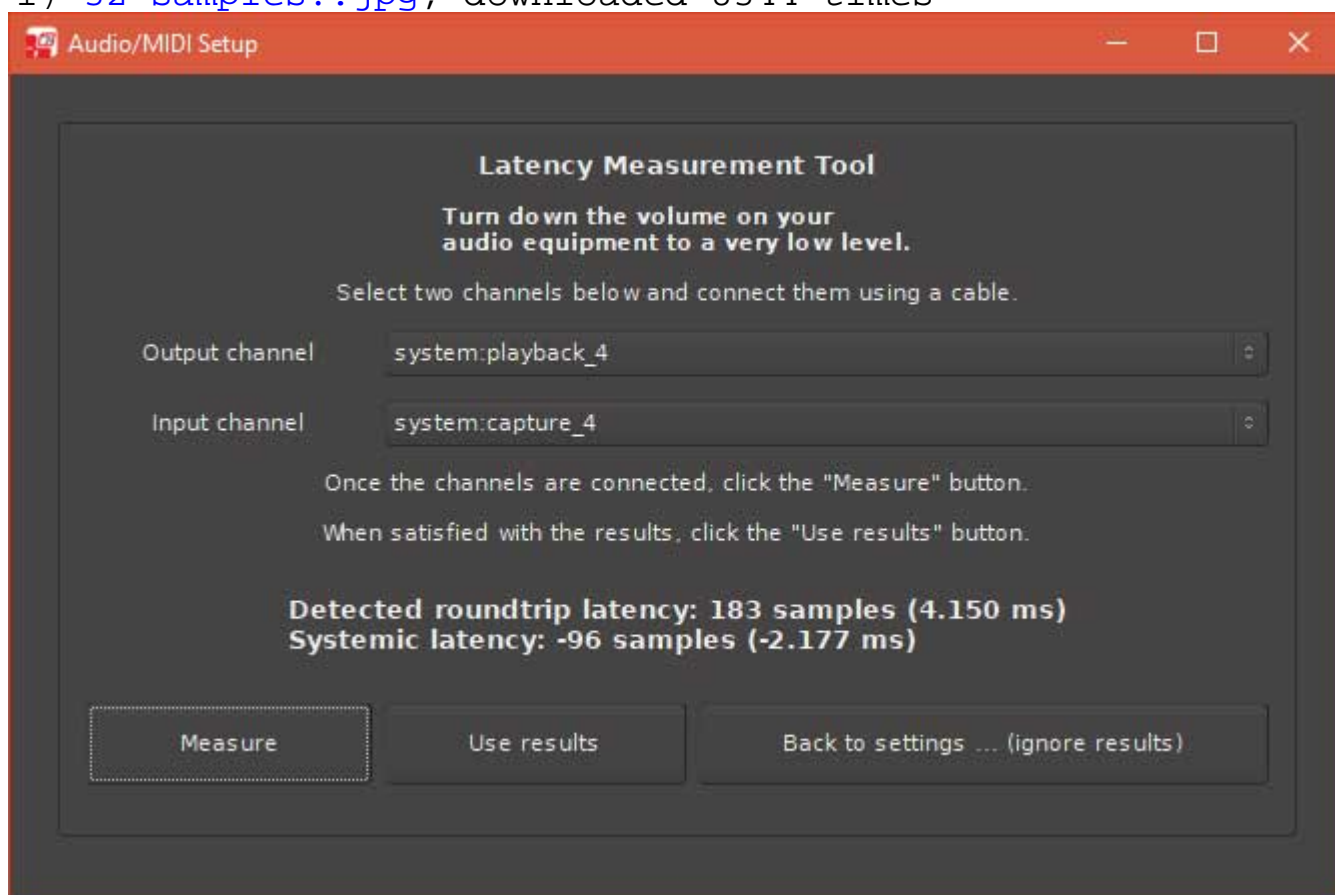 Audio/MIDI Setup
Latency Measurement Tool
Turn down the volume on your
audio equipment to a very low level.
Select two channels below and connect them using a cable.
Output channel system:playback_4
Input channel system:capture_4
Once the channels are connected, click the "Measure" button.
When satisfied with the results, click the "Use results" button.
Detected roundtrip latency: 183 samples (4.150 ms)
Systemic latency: -96 samples (-2.177 ms)
Measure Use results Back to settings ... (ignore results)